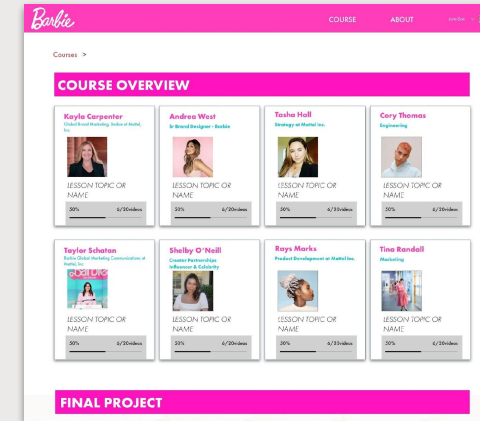 Barbie
COURSE
ABOUT
Courses >
COURSE OVERVIEW
Kayla Carpenter
Global Brand Marketing, Barbie at Mattel,
Inc.
LESSON TOPIC OR
NAME
50% 6/20videos
Andrea West
Sr Brand Designer - Barbie
LESSON TOPIC OR
NAME
50% 6/20videos
Tasha Hall
Strategy at Mattel Inc.
LESSON TOPIC OR
NAME
50% 6/20videos
Cory Thomas
Engineering
LESSON TOPIC OR
NAME
50% 6/20videos
Taylor Schatan
Barbie Global Marketing Communications at
Mattel, Inc
LESSON TOPIC OR
NAME
50% 6/20videos
Shelby O'Neill
Creator Partnerships
Influencer & Celebrity
LESSON TOPIC OR
NAME
50% 6/20videos
Rays Marks
Product Development at Mattel Inc.
LESSON TOPIC OR
NAME
50% 6/20videos
Tina Randall
Marketing
LESSON TOPIC OR
NAME
50% 6/20videos
FINAL PROJECT